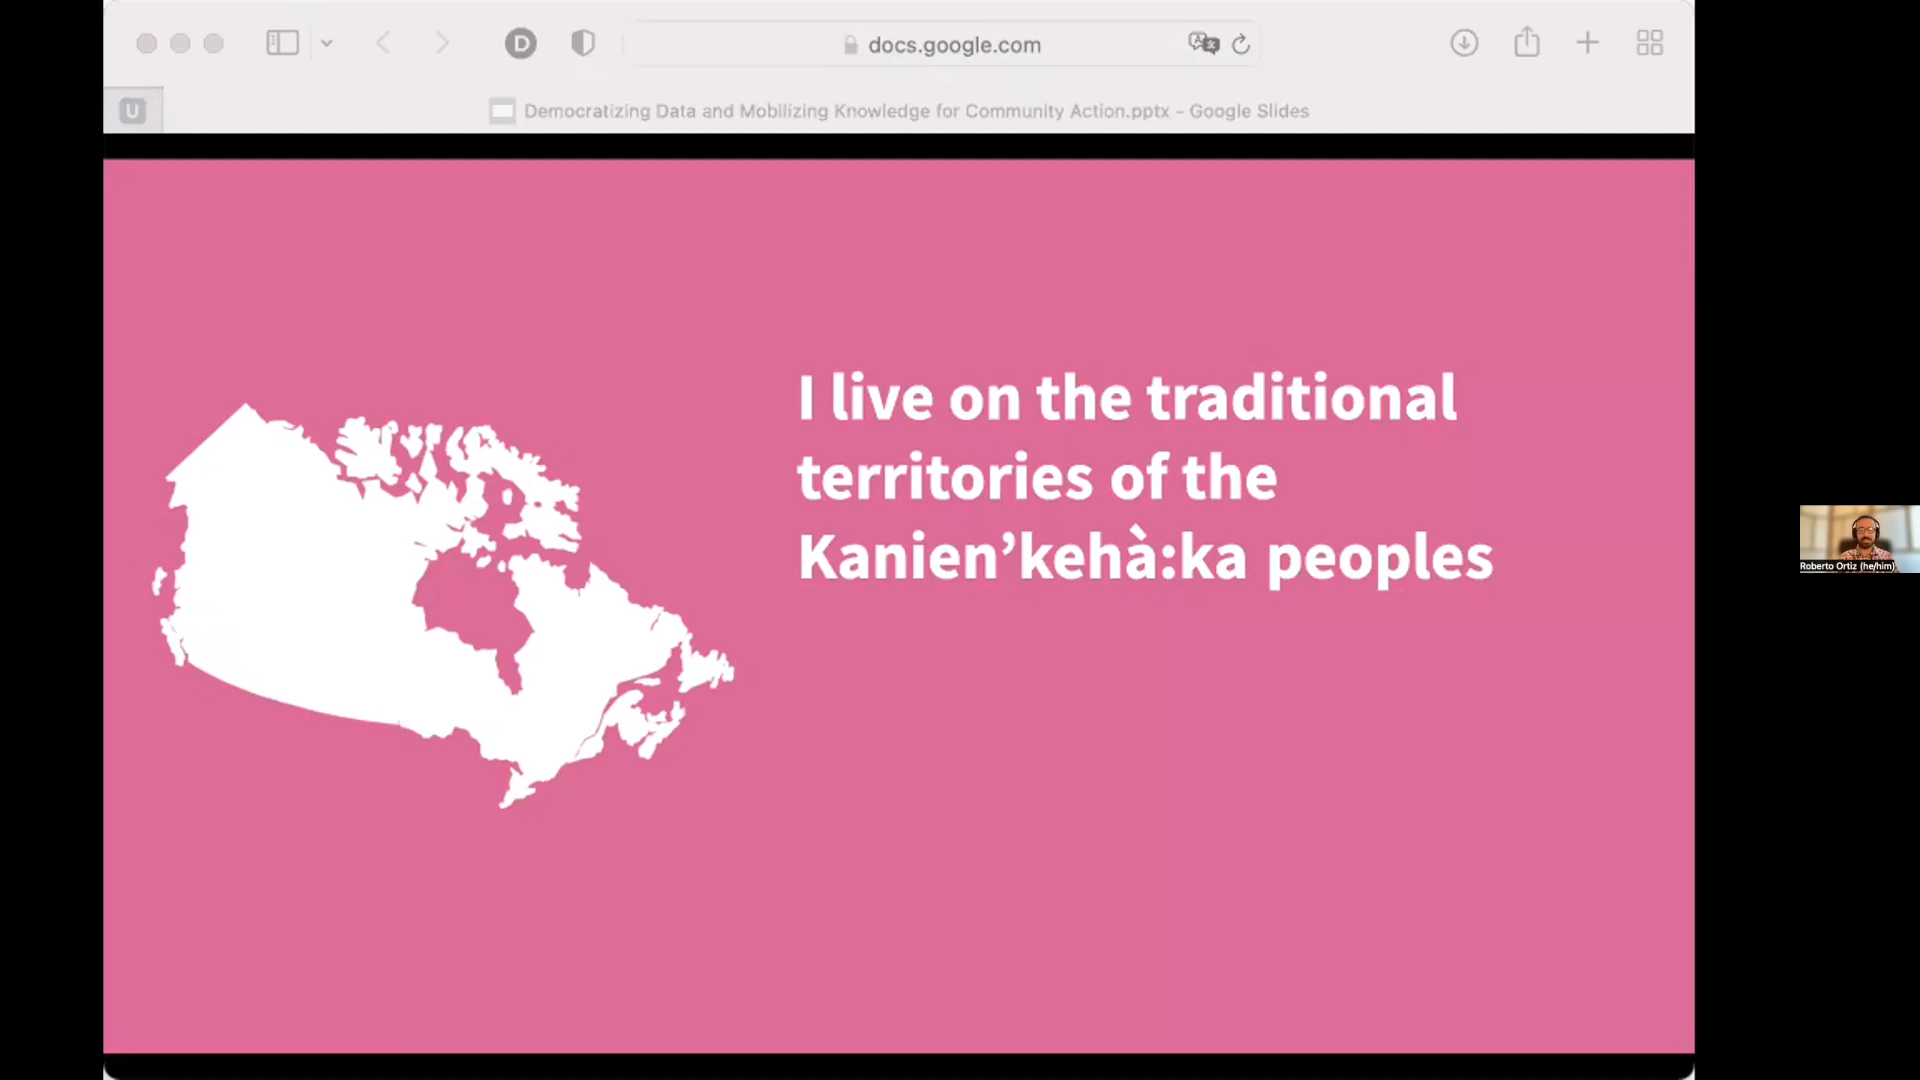 D
docs.google.com
U
Democratizing Data and Mobilizing Knowledge for Community Action.pptx – Google Slides
I live on the traditional
territories of the
Kanien’kehà:ka peoples
Roberto Ortiz (he/him)